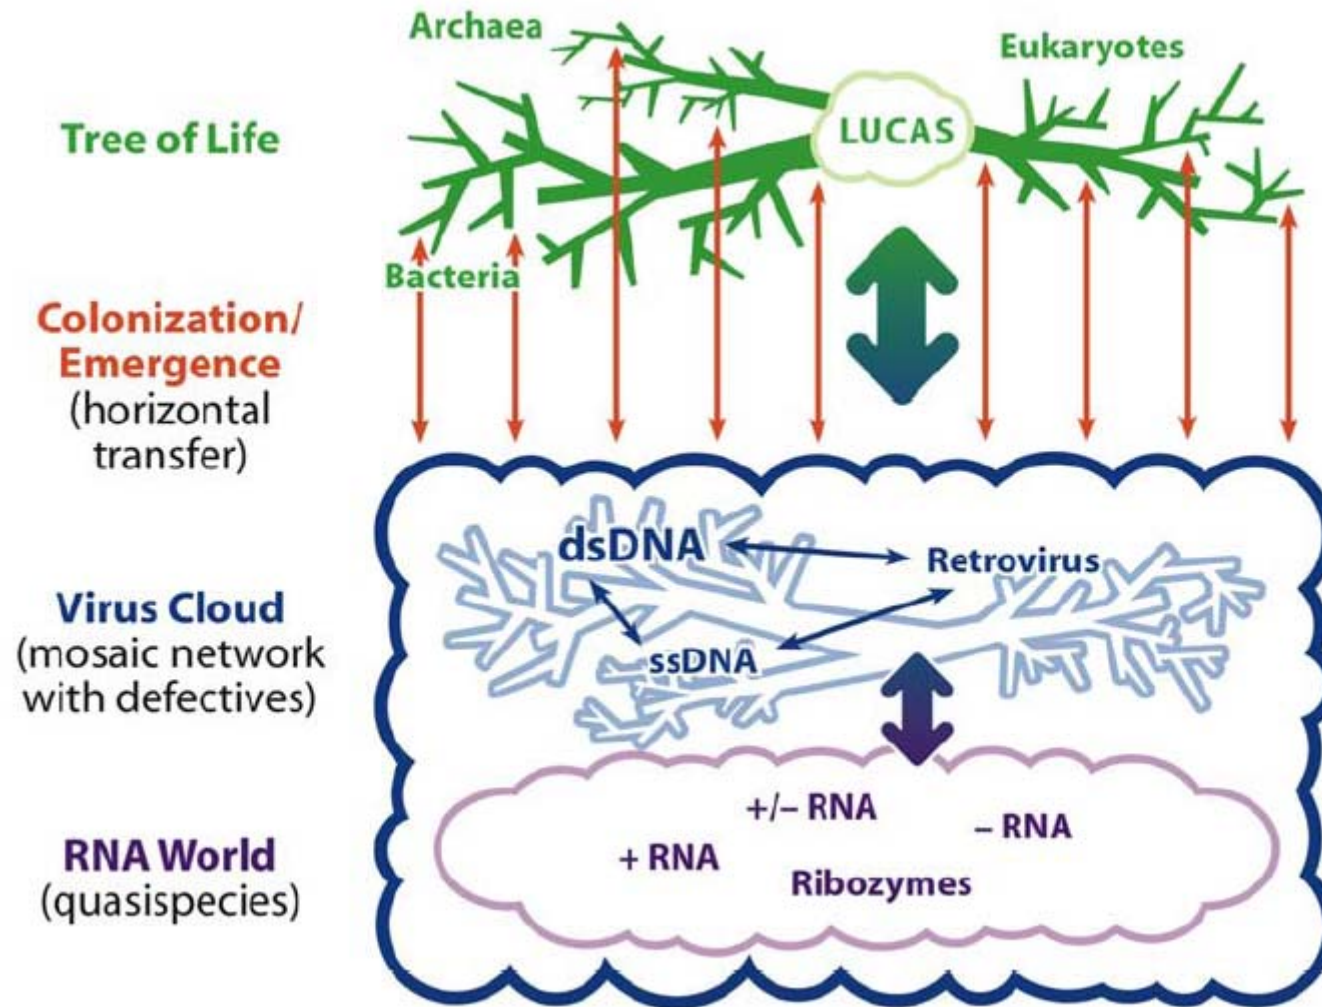 Archaea
Eukaryotes
Tree of Life
LUCAS
Bacteria
Colonization/
Emergence
(horizontal
transfer)
dsDNA
Retrovirus
Virus Cloud
(mosaic network
with defectives)
ssDNA
+/– RNA
– RNA
+ RNA
RNA World
(quasispecies)
Ribozymes